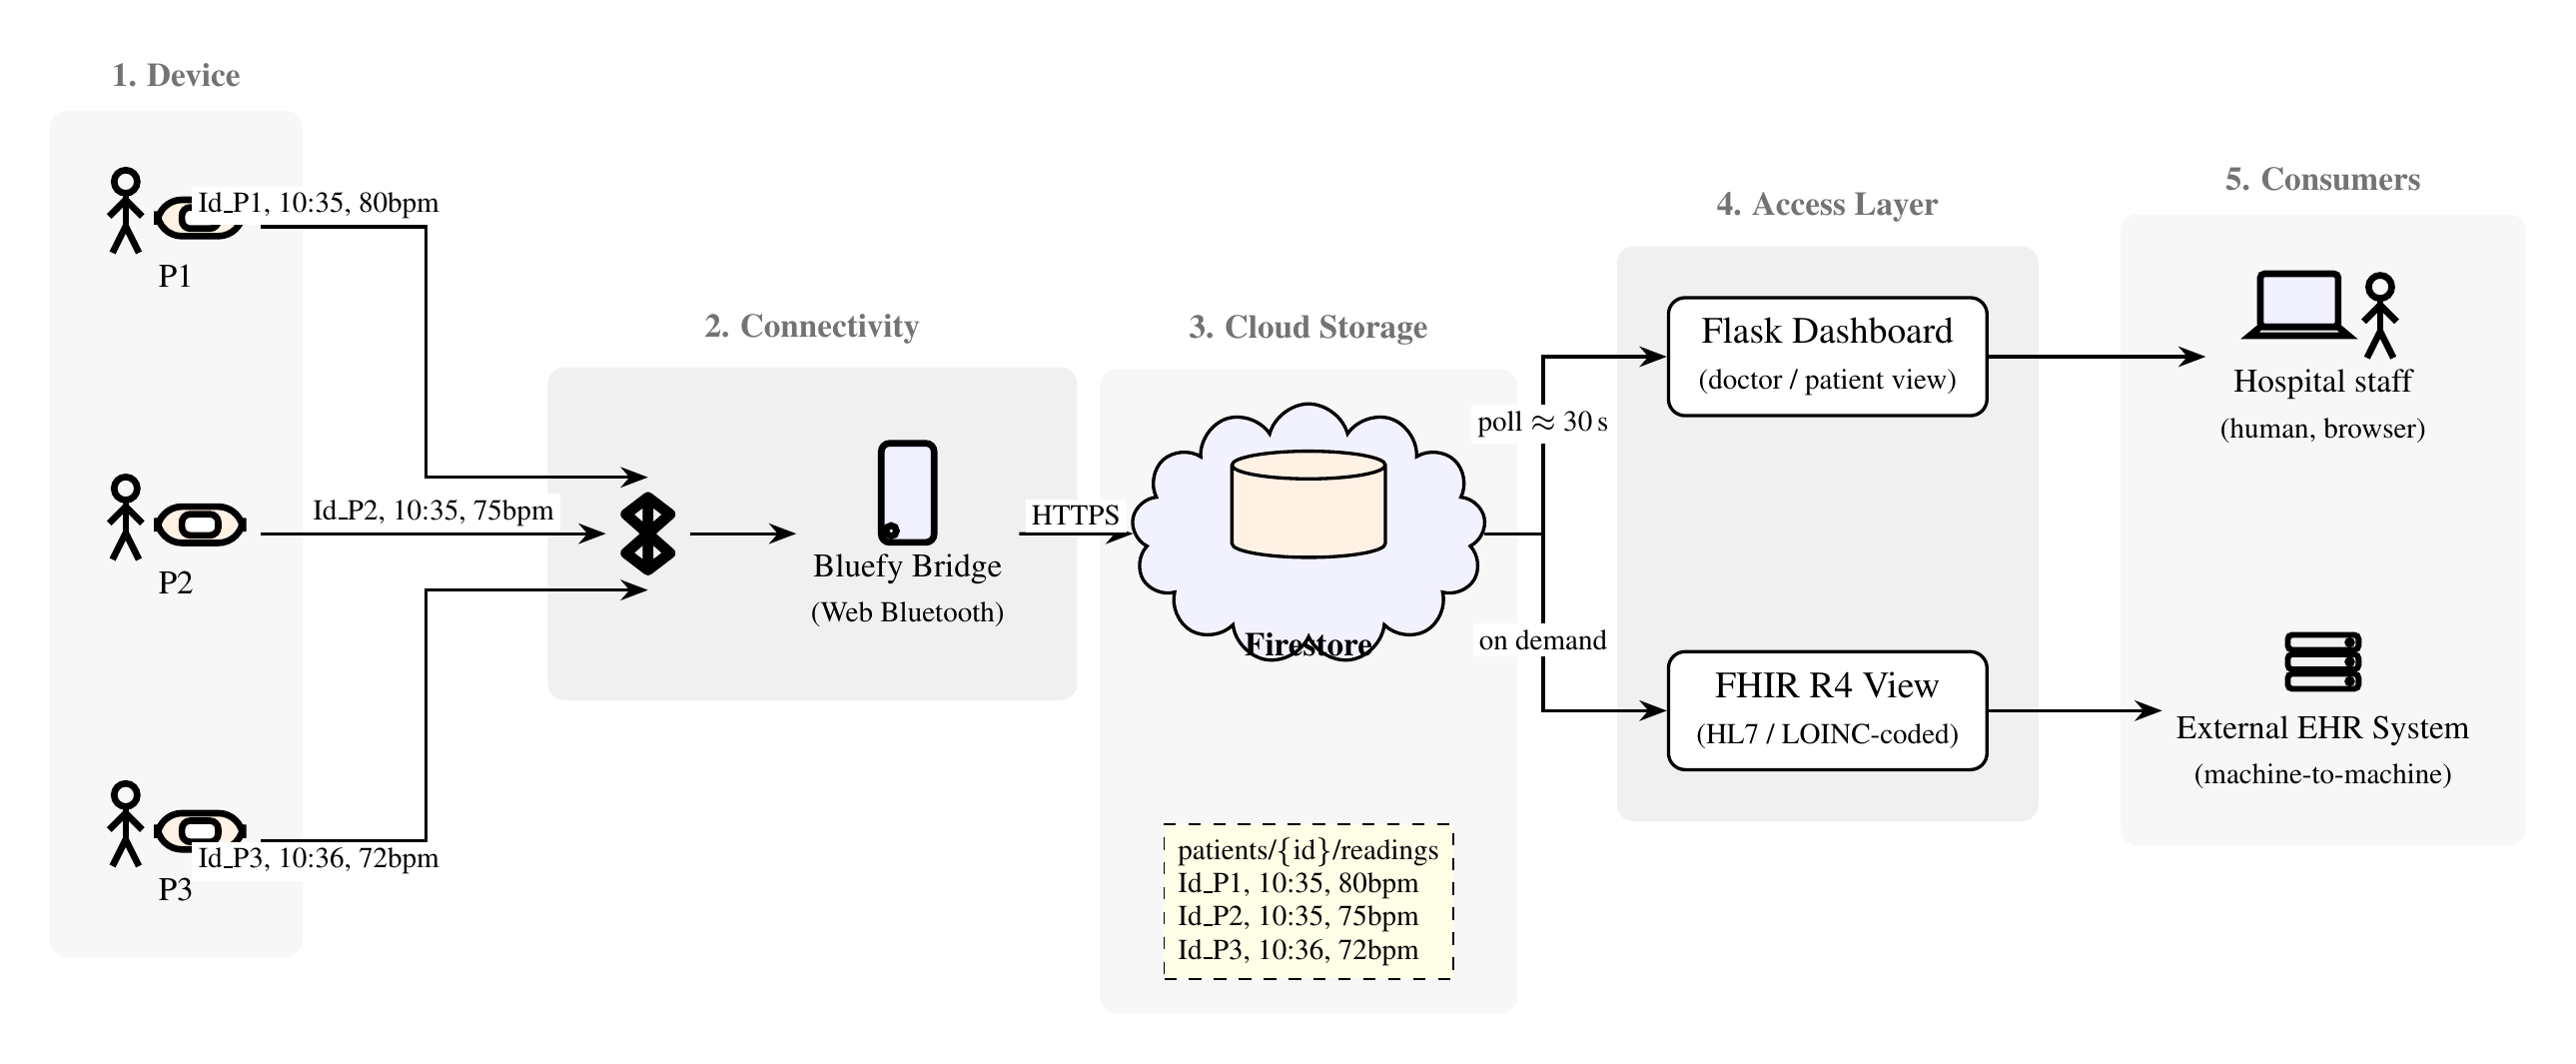 1. Device
Id_P1, 10:35, 80bpm
P1
Id_P2, 10:35, 75bpm
P2
Id_P3, 10:36, 72bpm
P3
2. Connectivity
Bluefy Bridge
(Web Bluetooth)
HTTPS
3. Cloud Storage
Firestore
patients/{id}/readings
Id_P1, 10:35, 80bpm
Id_P2, 10:35, 75bpm
Id_P3, 10:36, 72bpm
poll ≈ 30 s
on demand
4. Access Layer
Flask Dashboard
(doctor / patient view)
FHIR R4 View
(HL7 / LOINC-coded)
5. Consumers
Hospital staff
(human, browser)
External EHR System
(machine-to-machine)